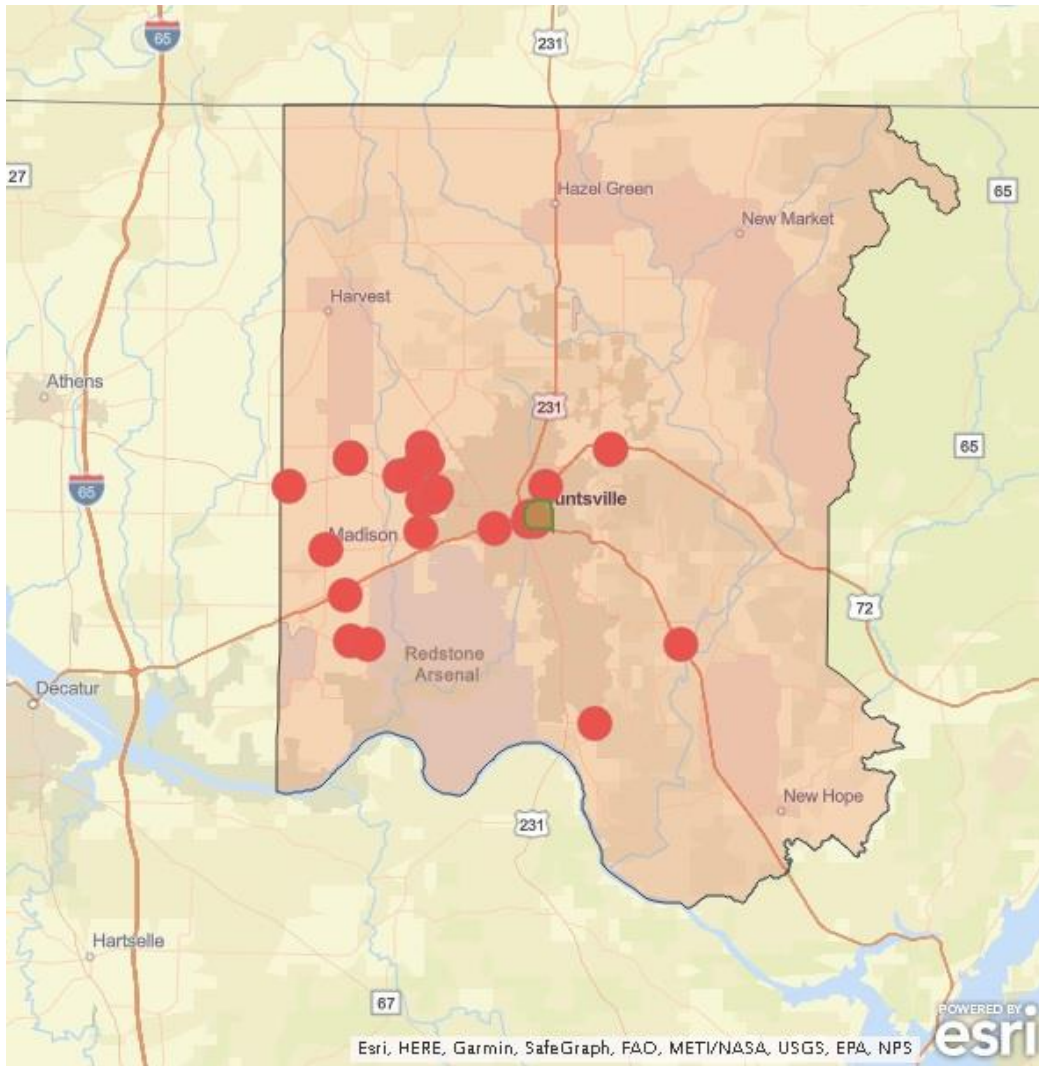 65
231
27
Hazel Green
65
New Market
Harvest
Athens
231
65
65
untsville
Madison
72
Redstone
Arsenal
Decatur
New Hope
231
Hartselle
67
POWERED BY
esri
Esri, HERE, Garmin, SafeGraph, FAO, METI/NASA, USGS, EPA, NPS